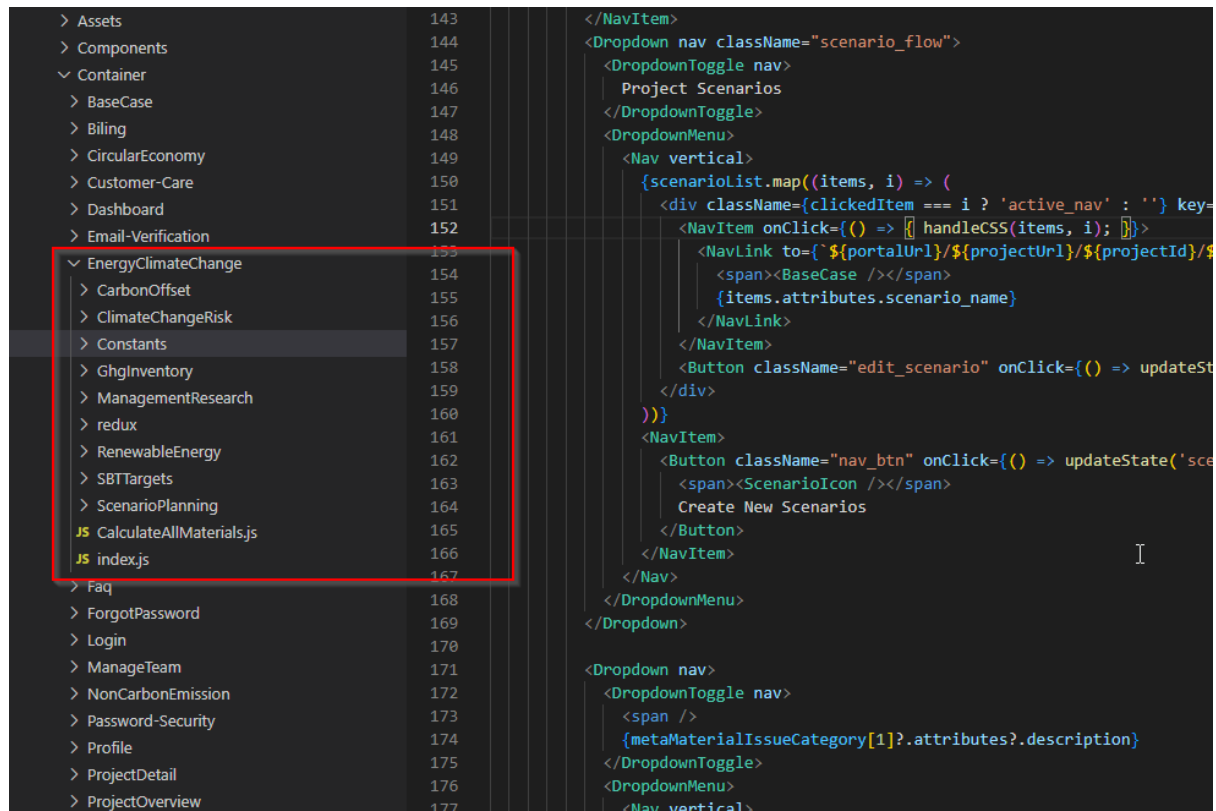 Assets
Components
Container
BaseCase
Biling
CircularEconomy
Customer-Care
Dashboard
Email-Verification
EnergyClimateChange
CarbonOffset
ClimateChangeRisk
Constants
GhgInventory
ManagementResearch
redux
RenewableEnergy
SBTTargets
ScenarioPlanning
JS CalculateAllMaterials.js
JS index.js
Faq
ForgotPassword
Login
ManageTeam
NonCarbonEmission
Password-Security
Profile
ProjectDetail
ProjectOverview
143 </NavItem>
144 <Dropdown nav className="scenario_flow">
145 <DropdownToggle nav>
146 Project Scenarios
147 </DropdownToggle>
148 <DropdownMenu>
149 <Nav vertical>
150 {scenarioList.map((items, i) => (
151 <div className={clickedItem === i ? 'active_nav' : ''} key=
152 <NavItem onClick={() => { handleCSS(items, i); }}>
153 <NavLink to={`${portalUrl}/${projectUrl}/${projectId}/$
154 <span><BaseCase /></span>
155 {items.attributes.scenario_name}
156 </NavLink>
157 </NavItem>
158 <Button className="edit_scenario" onClick={() => updateSt
159 </div>
160 ))}
161 <NavItem>
162 <Button className="nav_btn" onClick={() => updateState('sce
163 <span><ScenarioIcon /></span>
164 Create New Scenarios
165 </Button>
166 </NavItem>
167 </Nav>
168 </DropdownMenu>
169 </Dropdown>
170
171 <Dropdown nav>
172 <DropdownToggle nav>
173 <span />
174 {metaMaterialIssueCategory[1]?.attributes?.description}
175 </DropdownToggle>
176 <DropdownMenu>
177 <Nav vertical>